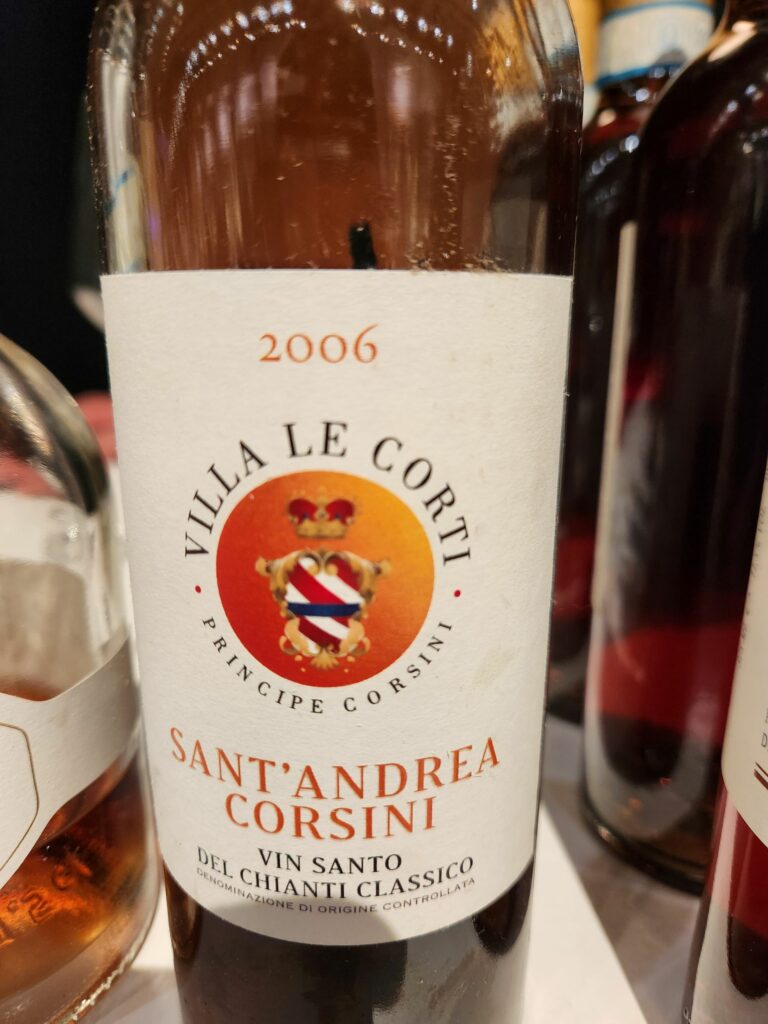 2006
VILLA LE CORTI
PRINCIPE CORSINI
SANT'ANDREA
CORSINI
VIN SANTO
DEL CHIANTI CLASSICO
DENOMINAZIONE DI ORIGINE CONTROLLATA